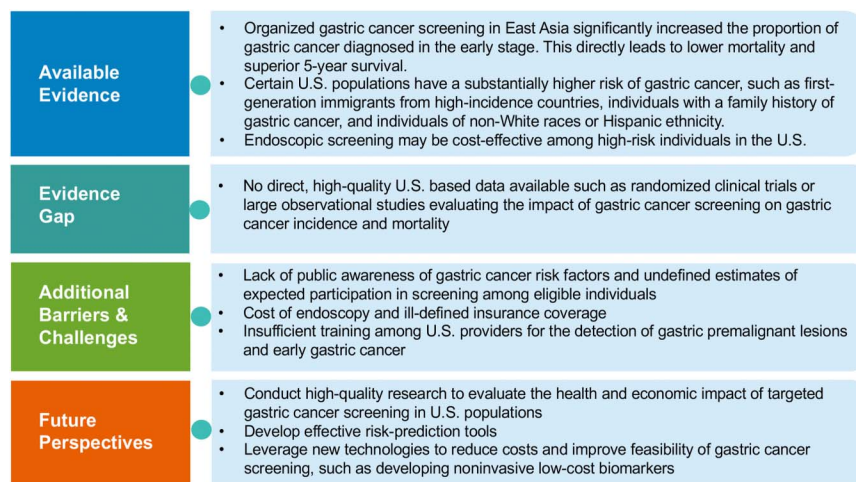 Available
Evidence
• Organized gastric cancer screening in East Asia significantly increased the proportion of
gastric cancer diagnosed in the early stage. This directly leads to lower mortality and
superior 5-year survival.
• Certain U.S. populations have a substantially higher risk of gastric cancer, such as first-
generation immigrants from high-incidence countries, individuals with a family history of
gastric cancer, and individuals of non-White races or Hispanic ethnicity.
• Endoscopic screening may be cost-effective among high-risk individuals in the U.S.
Evidence
Gap
• No direct, high-quality U.S. based data available such as randomized clinical trials or
large observational studies evaluating the impact of gastric cancer screening on gastric
cancer incidence and mortality
Additional
Barriers &
Challenges
• Lack of public awareness of gastric cancer risk factors and undefined estimates of
expected participation in screening among eligible individuals
• Cost of endoscopy and ill-defined insurance coverage
• Insufficient training among U.S. providers for the detection of gastric premalignant lesions
and early gastric cancer
Future
Perspectives
• Conduct high-quality research to evaluate the health and economic impact of targeted
gastric cancer screening in U.S. populations
• Develop effective risk-prediction tools
• Leverage new technologies to reduce costs and improve feasibility of gastric cancer
screening, such as developing noninvasive low-cost biomarkers